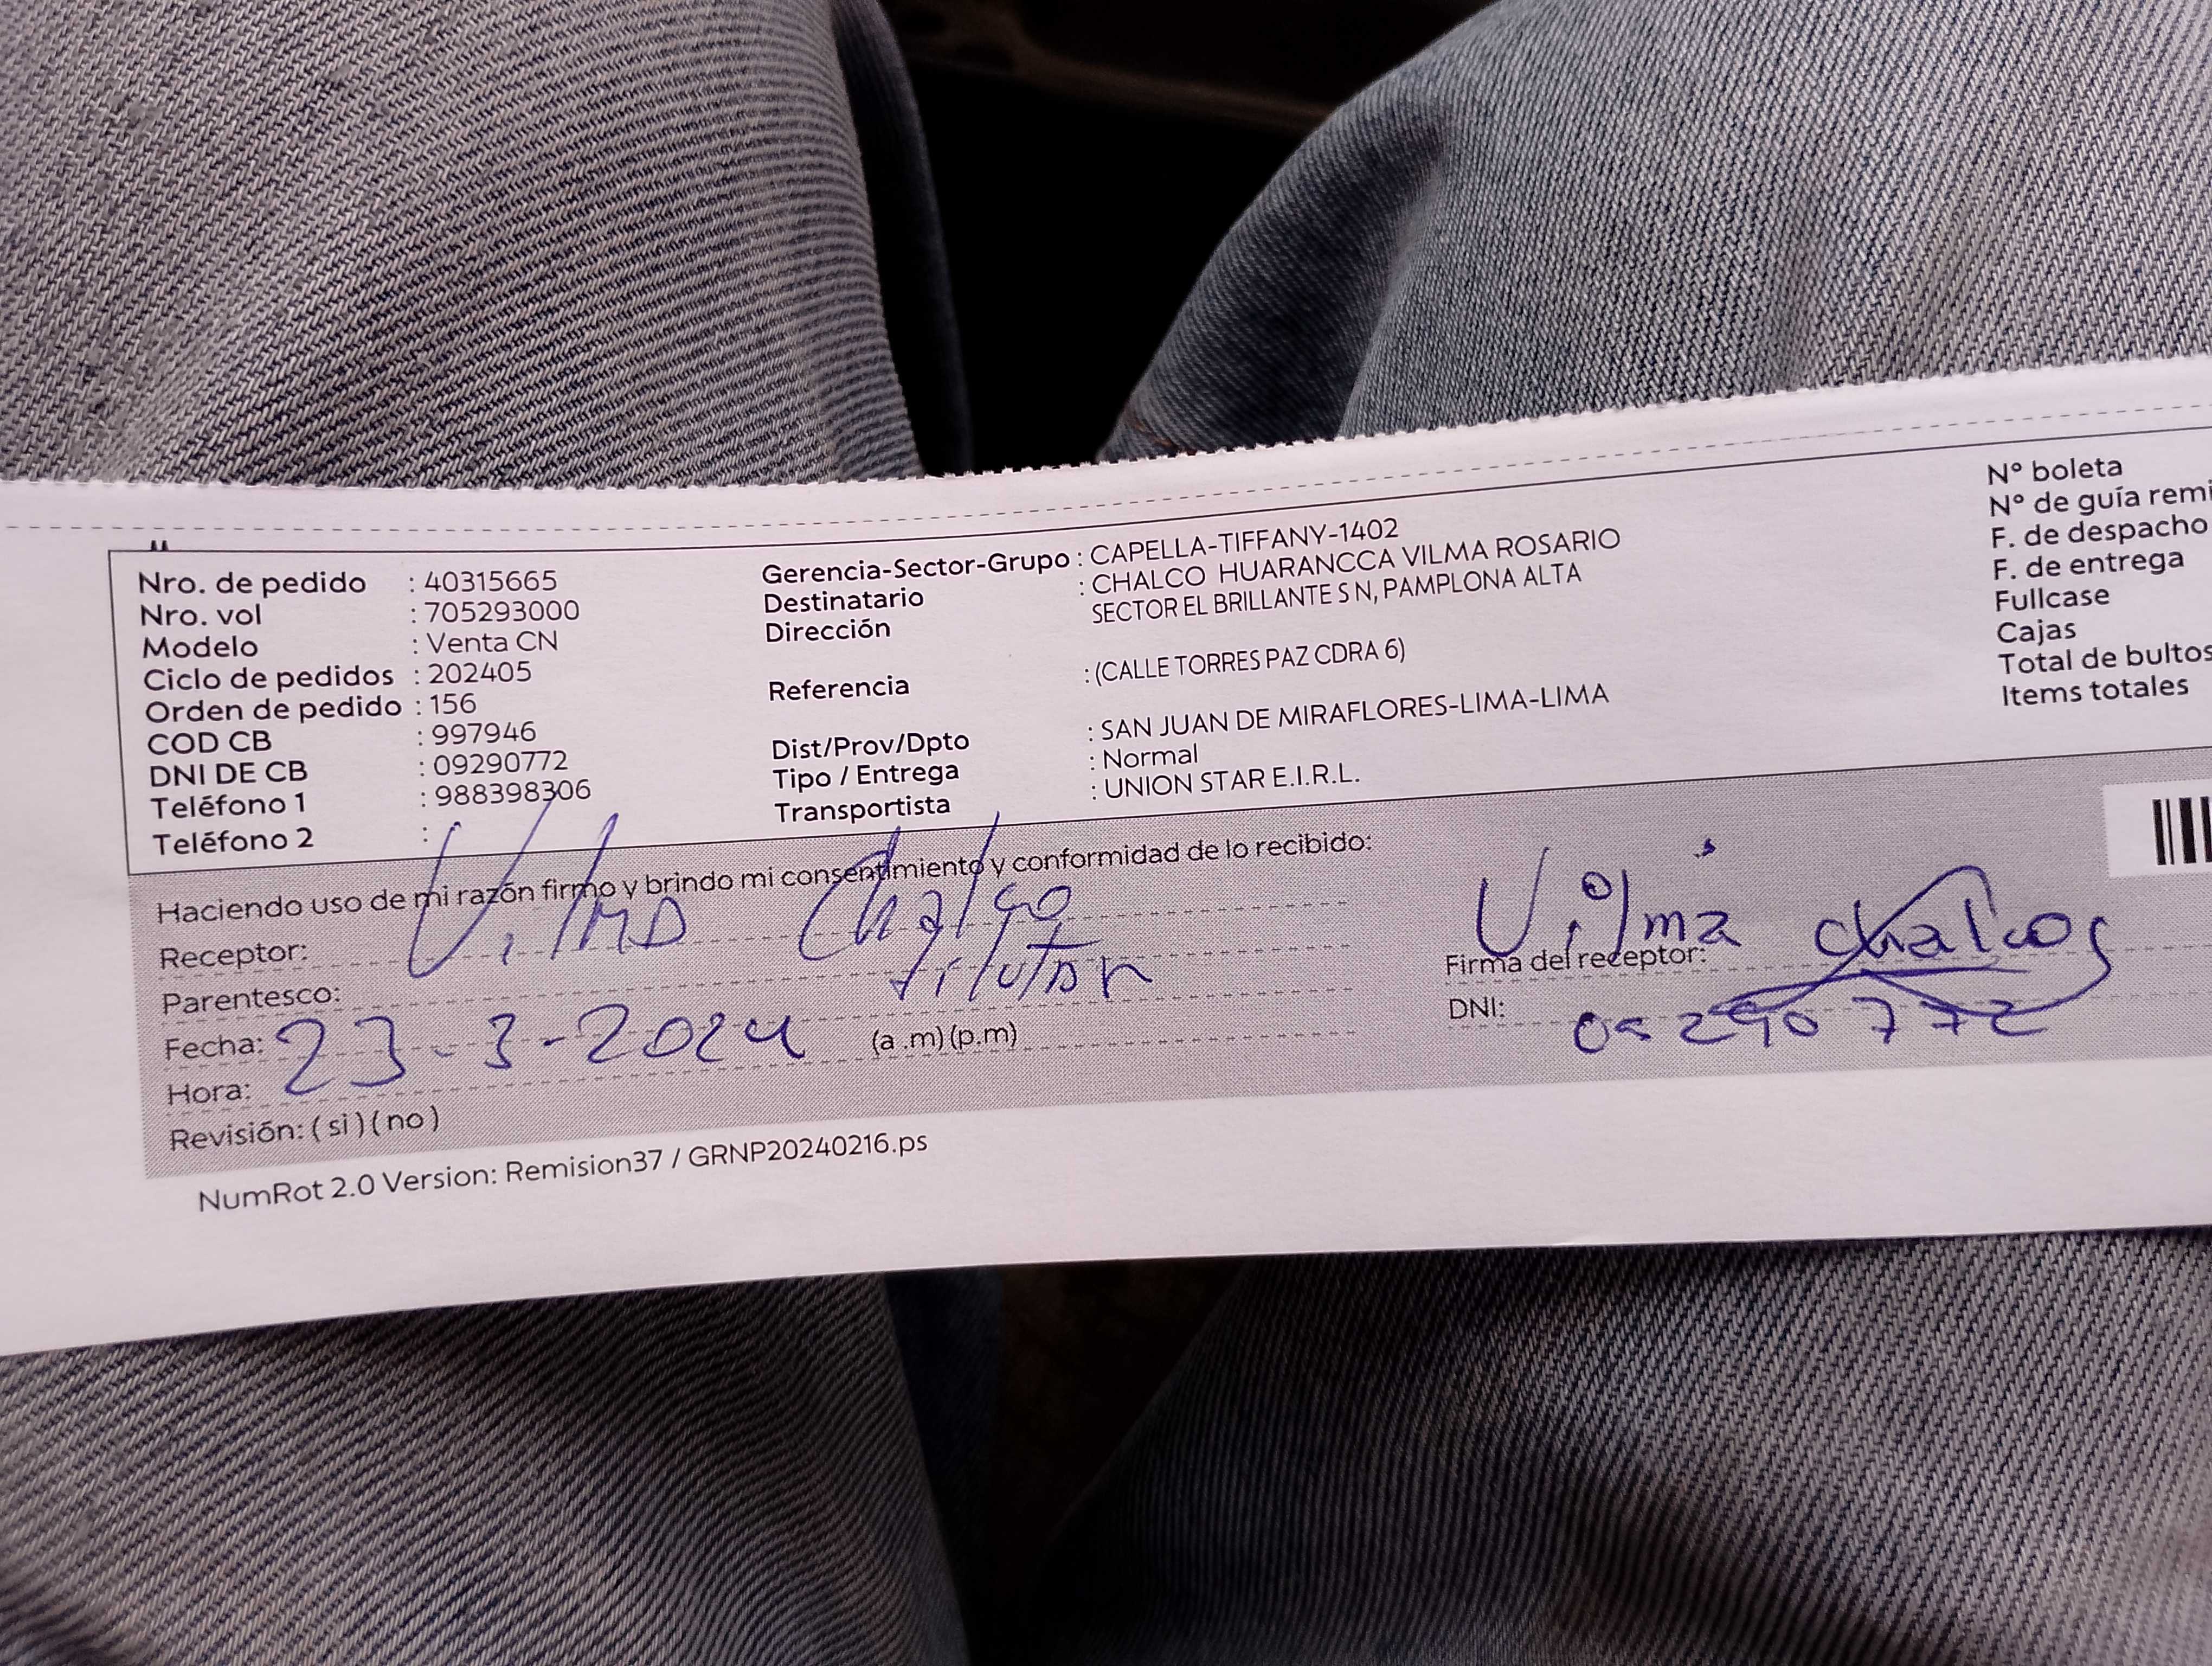 Nro. de pedido : 40315665
Nro. vol : 705293000
Modelo : Venta CN
Ciclo de pedidos : 202405
Orden de pedido : 156
COD CB : 997946
DNI DE CB : 09290772
Teléfono 1 : 988398306
Teléfono 2 :
Gerencia-Sector-Grupo : CAPELLA-TIFFANY-1402
Destinatario : CHALCO HUARANCCA VILMA ROSARIO
Dirección SECTOR EL BRILLANTE S N, PAMPLONA ALTA
Referencia : (CALLE TORRES PAZ CDRA 6)
Dist/Prov/Dpto : SAN JUAN DE MIRAFLORES-LIMA-LIMA
Tipo / Entrega : Normal
Transportista : UNION STAR E.I.R.L.
N° boleta
N° de guía remi
F. de despacho
F. de entrega
Fullcase
Cajas
Total de bultos
Items totales
Haciendo uso de mi razón firmo y brindo mi consentimiento y conformidad de lo recibido:
Receptor: Vilma Chalco
Parentesco:
Fecha: 23-3-2024 (a .m)(p.m)
Hora:
Revisión: ( si ) ( no )
Vilma chalco
Firma del receptor:
DNI: 09290772
NumRot 2.0 Version: Remision37 / GRNP20240216.ps